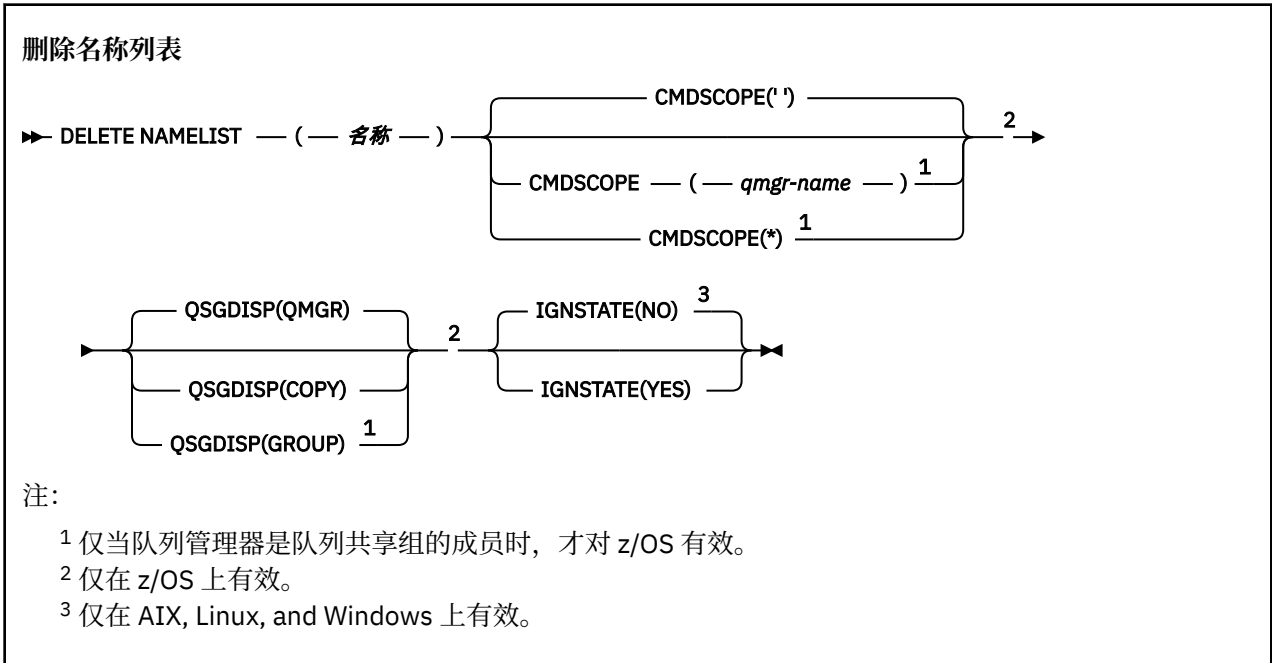 删除名称列表
CMDSCOPE(' ')
DELETE NAMELIST ( 名称 ) 2
CMDSCOPE ( qmgr-name ) 1
CMDSCOPE(*) 1
QSGDISP(QMGR) IGNSTATE(NO) 3
2
QSGDISP(COPY) IGNSTATE(YES)
QSGDISP(GROUP) 1
注：
1 仅当队列管理器是队列共享组的成员时，才对 z/OS 有效。
2 仅在 z/OS 上有效。
3 仅在 AIX, Linux, and Windows 上有效。